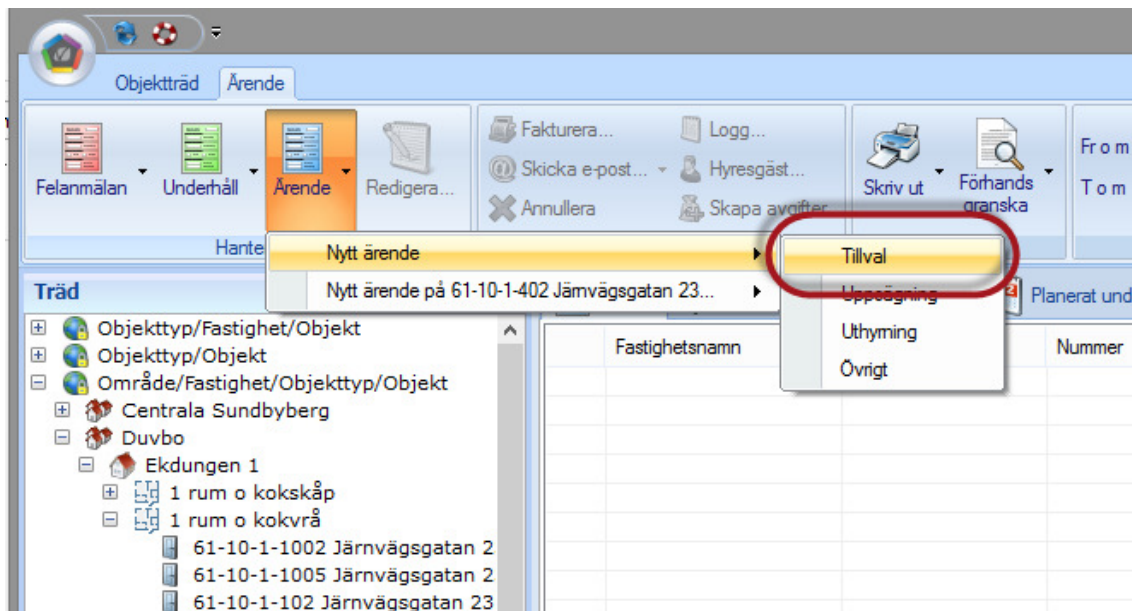 Objektträd Ärende
Felanmälan Underhåll Ärende Redigera...
Fakturera... Logg...
Skicka e-post... Hyresgäst...
Annullera Skapa avgifter
Skriv ut Förhands granska
From
Tom
Hante
Nytt ärende
Nytt ärende på 61-10-1-402 Järnvägsgatan 23...
Tillval
Uppsägning
Uthyrning
Övrigt
Träd
Objekttyp/Fastighet/Objekt
Objekttyp/Objekt
Område/Fastighet/Objekttyp/Objekt
Centrala Sundbyberg
Duvbo
Ekdungen 1
1 rum o kokskåp
1 rum o kokvrå
61-10-1-1002 Järnvägsgatan 2
61-10-1-1005 Järnvägsgatan 2
61-10-1-102 Järnvägsgatan 23
Planerat und
Fastighetsnamn Nummer